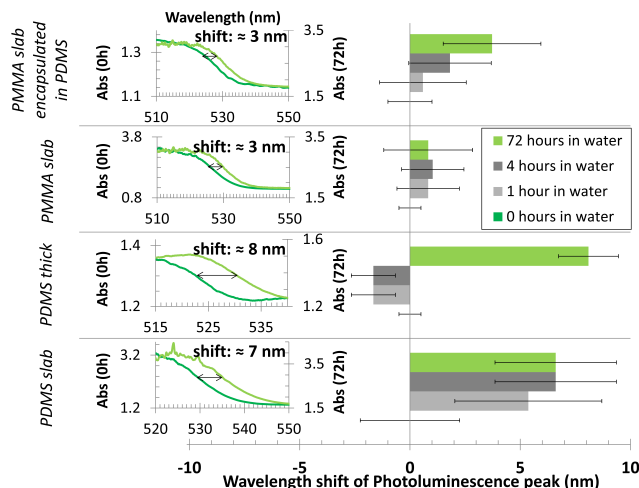 Wavelength (nm)
PMMA slab
encapsulated
in PDMS
Abs (0h)
1.3
1.1
shift: ≈ 3 nm
510
530
550
Abs (72h)
3.5
1.5
PMMA slab
Abs (0h)
3.8
0.8
shift: ≈ 3 nm
510
530
550
Abs (72h)
3.5
1.5
72 hours in water
4 hours in water
1 hour in water
0 hours in water
PDMS thick
Abs (0h)
1.4
1.2
shift: ≈ 8 nm
515
525
535
Abs (72h)
1.6
1.2
PDMS slab
Abs (0h)
3.2
1.2
shift: ≈ 7 nm
520
530
540
550
Abs (72h)
3.5
1.5
-10
-5
0
5
10
Wavelength shift of Photoluminescence peak (nm)